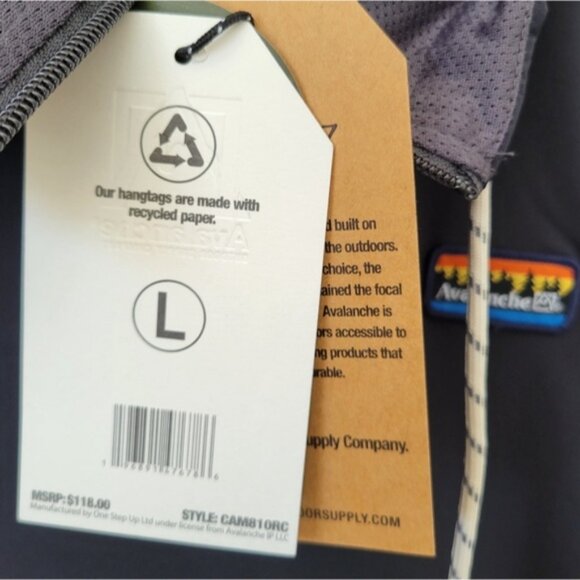 Our hangtags are made with
recycled paper.
L
MSRP: $118.00
STYLE: CAM810RC
Manufactured by One Step Up Ltd under license from Avalanche IP LLC
built on
the outdoors.
choice, the
ained the focal
Avalanche is
ors accessible to
ng products that
rable.
upply Company.
ORSUPPLY.COM
Avalanche